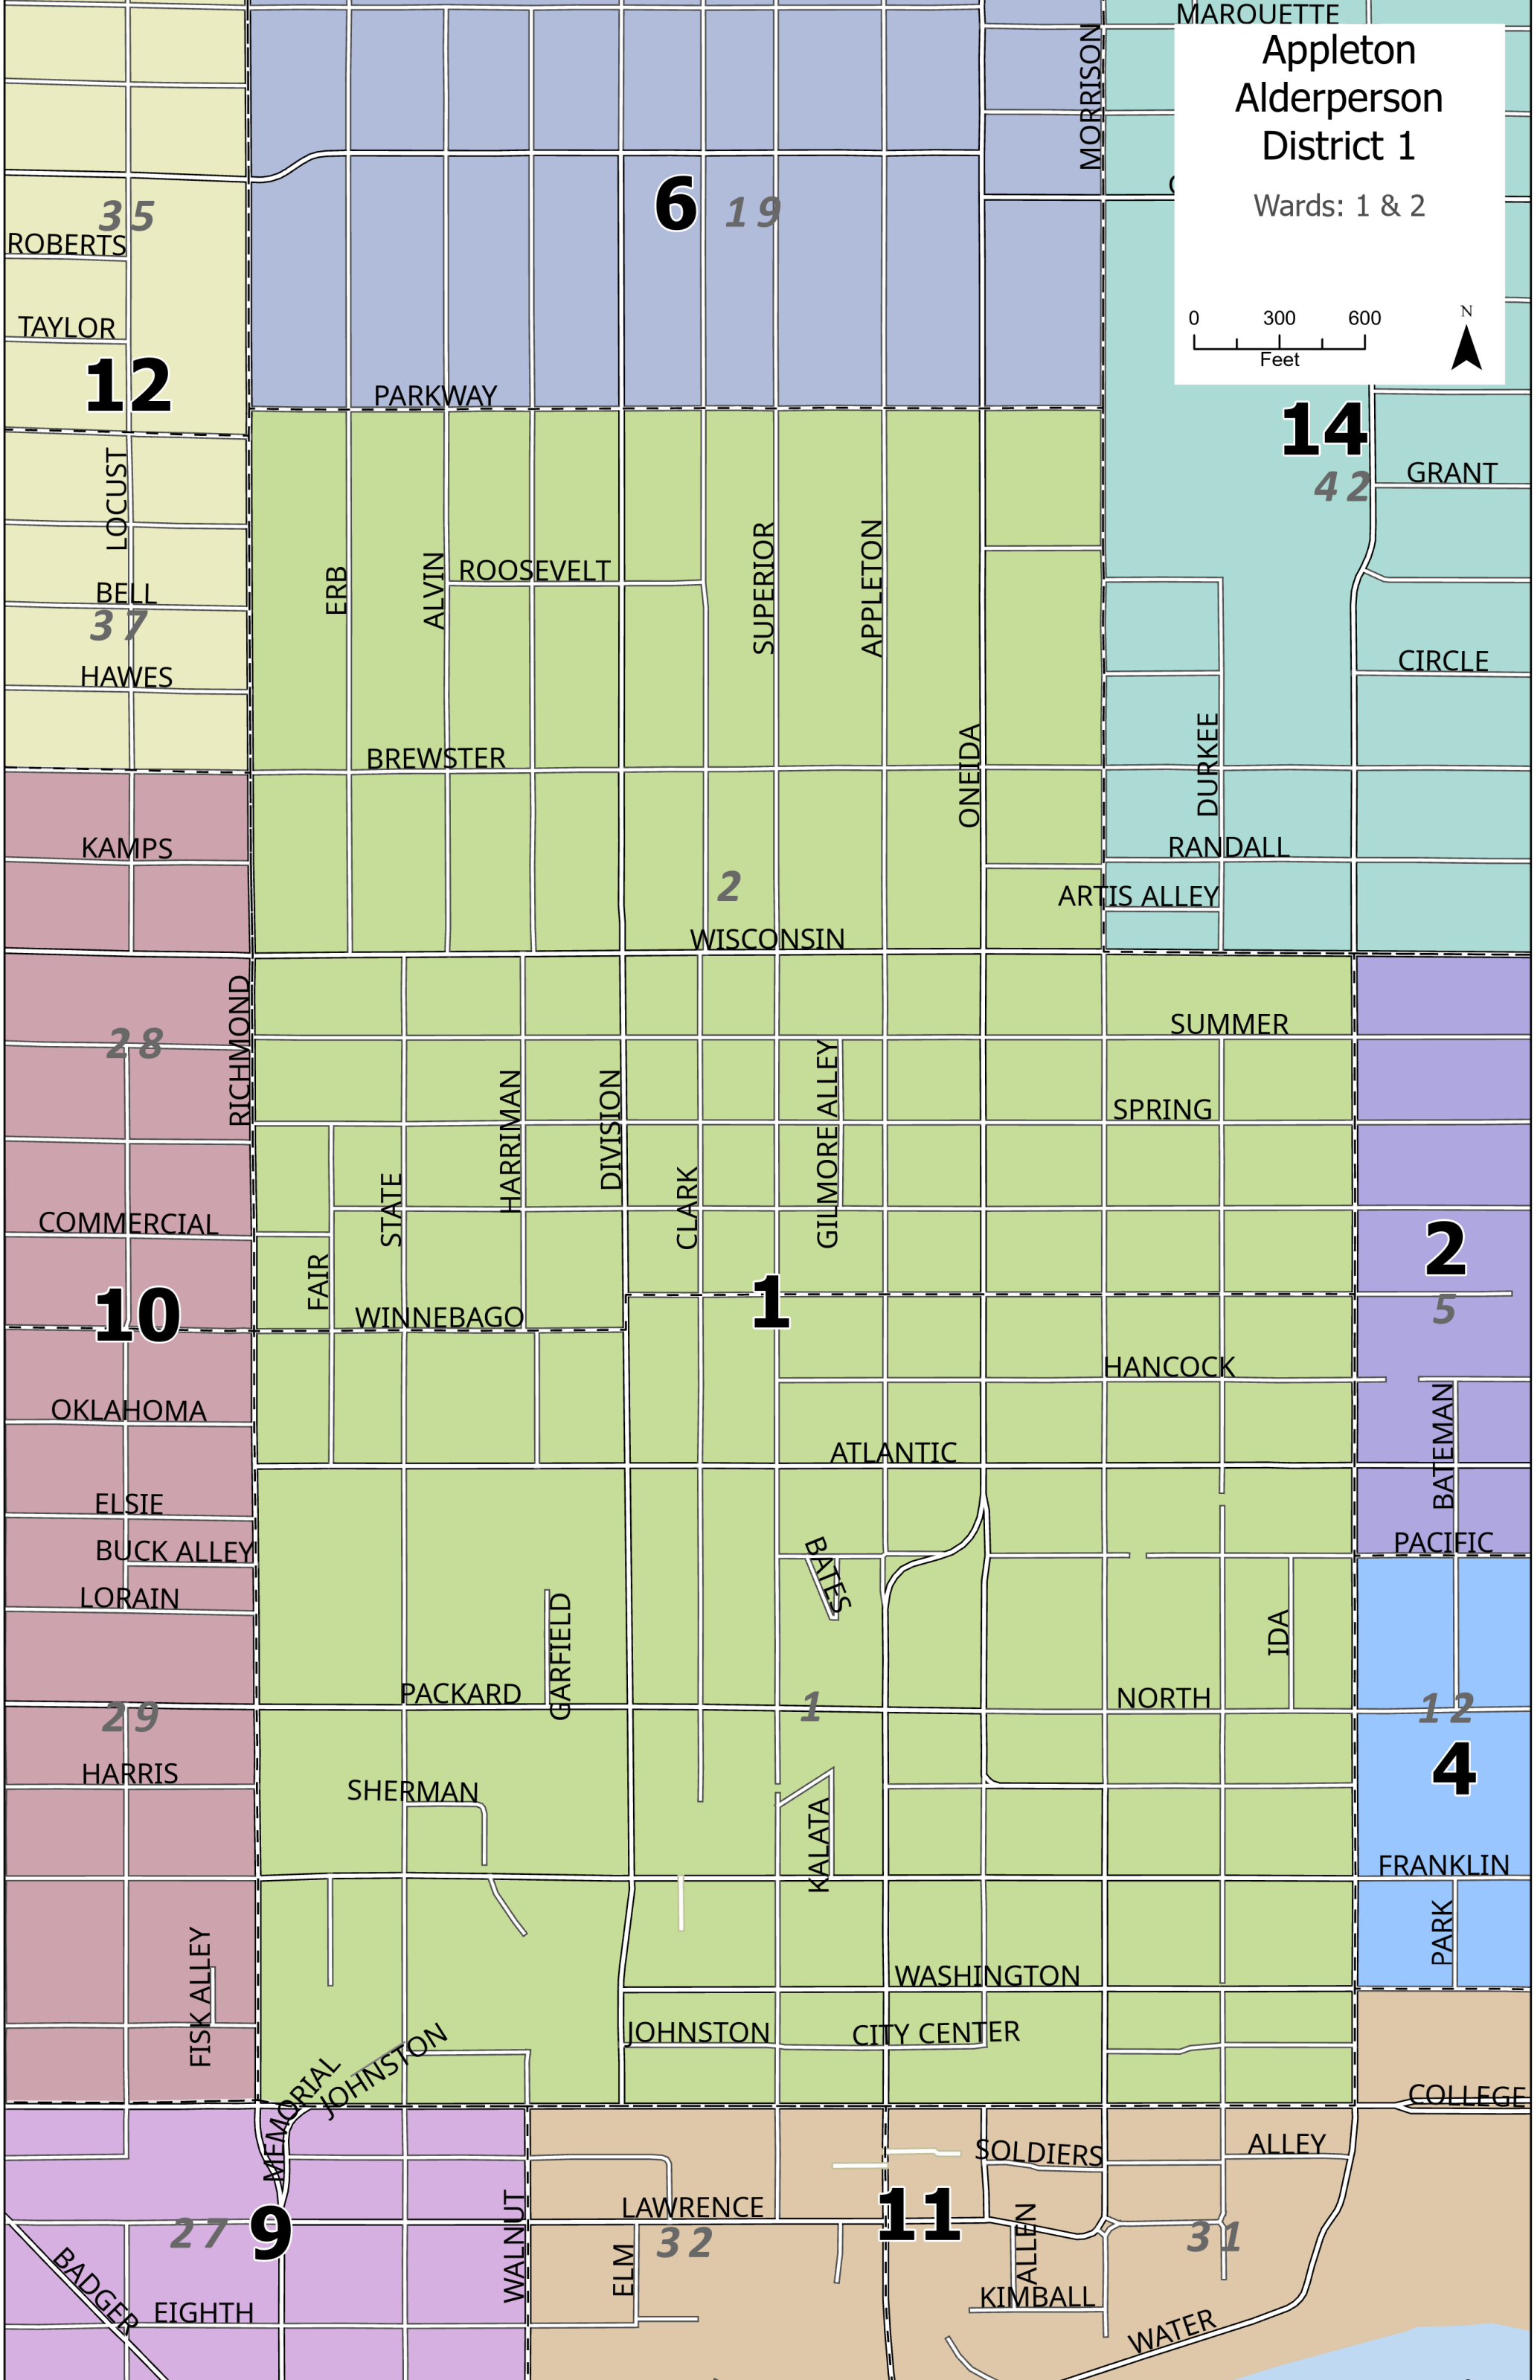 MARQUETTE
Appleton
Alderperson
District 1
Wards: 1 & 2
0 300 600
Feet
N
MORRISON
35
6 19
ROBERTS
TAYLOR
12
PARKWAY
14
42
GRANT
LOCUST
ERB
ALVIN
ROOSEVELT
SUPERIOR
APPLETON
BELL
37
HAWES
CIRCLE
BREWSTER
ONEIDA
DURKEE
KAMPS
RANDALL
2
ARTIS ALLEY
WISCONSIN
RICHMOND
28
SUMMER
HARRIMAN
DIVISION
GILMORE ALLEY
SPRING
STATE
CLARK
COMMERCIAL
FAIR
2
5
10
WINNEBAGO
1
HANCOCK
OKLAHOMA
ATLANTIC
BATEMAN
ELSIE
BUCK ALLEY
BATES
PACIFIC
LORAIN
GARFIELD
IDA
PACKARD
NORTH
29
1
12
HARRIS
SHERMAN
4
KALATA
FRANKLIN
FISK ALLEY
PARK
WASHINGTON
JOHNSTON
JOHNSTON
CITY CENTER
MEMORIAL
COLLEGE
SOLDIERS
ALLEY
LAWRENCE
11
27
9
WALNUT
32
ALLEN
31
BADGER
ELM
KIMBALL
EIGHTH
WATER